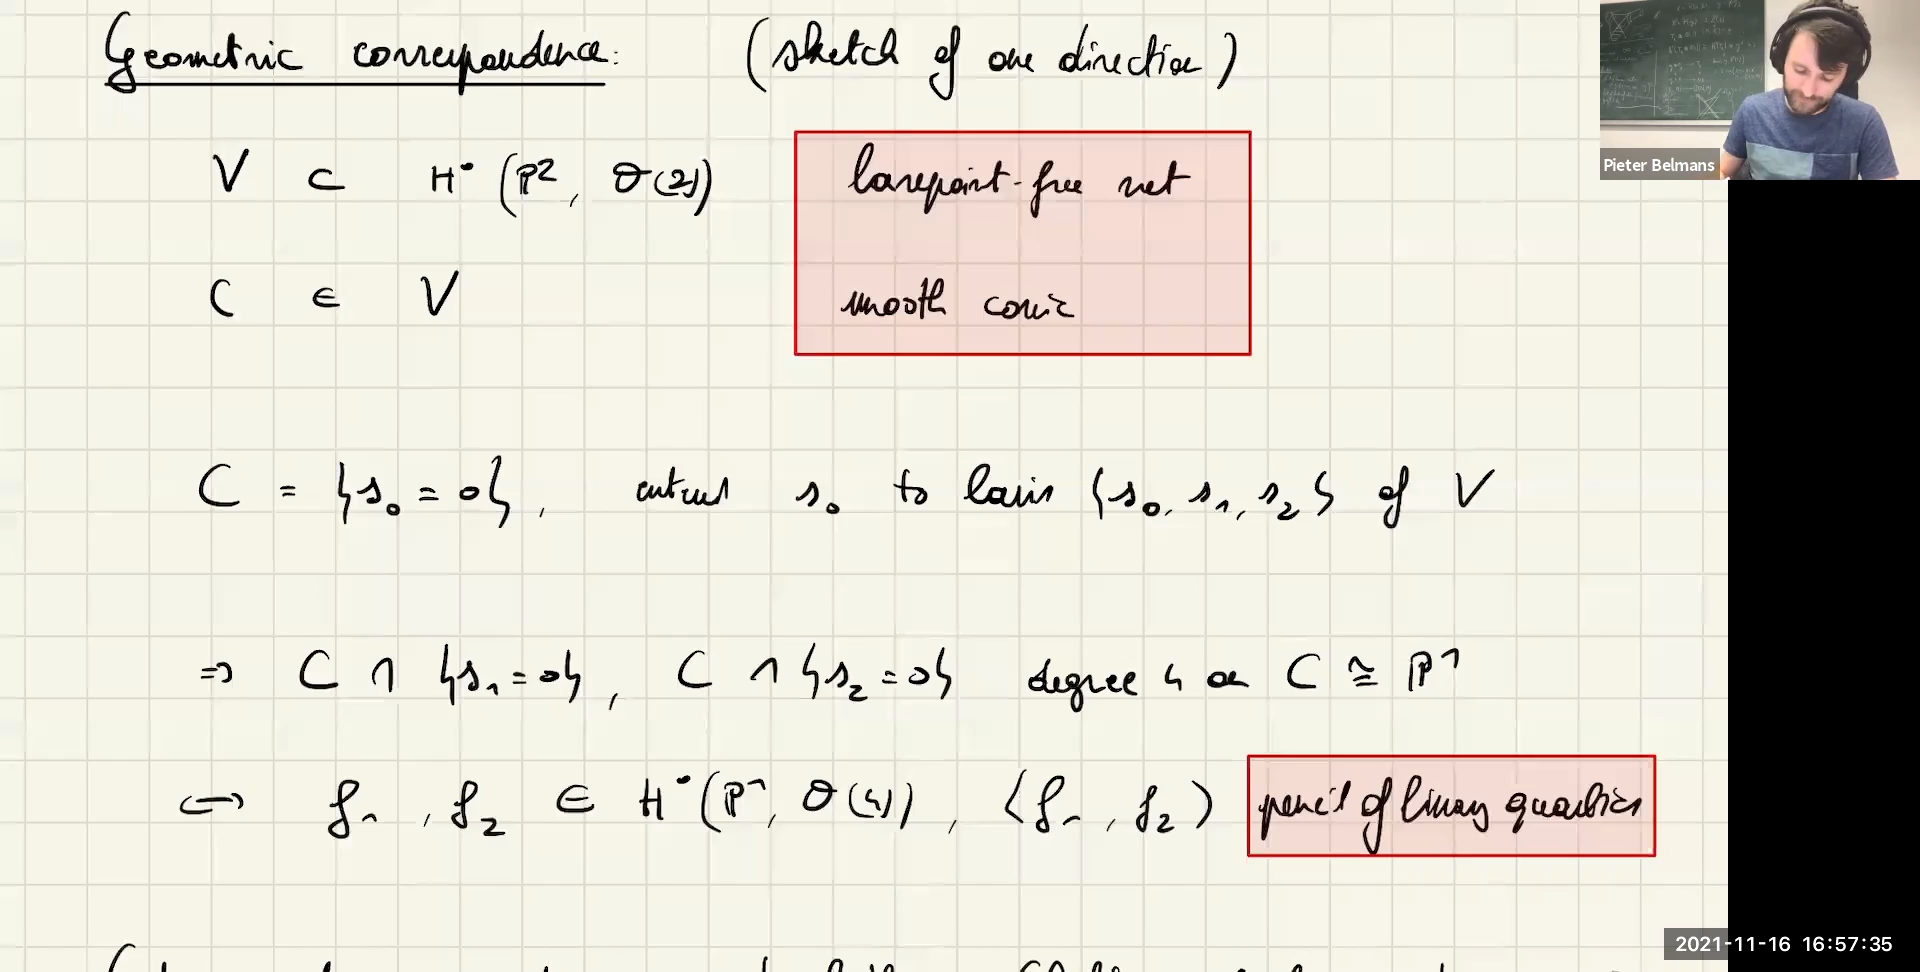 Geometric correspondence: (sketch of one direction)
Pieter Belmans
V ⊂ H⁰(ℙ², O(2)) basepoint-free net
C ∈ V smooth conic
C = {s₀ = 0}, extend s₀ to basis {s₀, s₁, s₂} of V
⇒ C ∩ {s₁ = 0}, C ∩ {s₂ = 0} degree 4 on C ≅ ℙ¹
⟺ f₁, f₂ ∈ H⁰(ℙ¹, O(4)), ⟨f₁, f₂⟩ pencil of binary quartics
2021-11-16 16:57:35